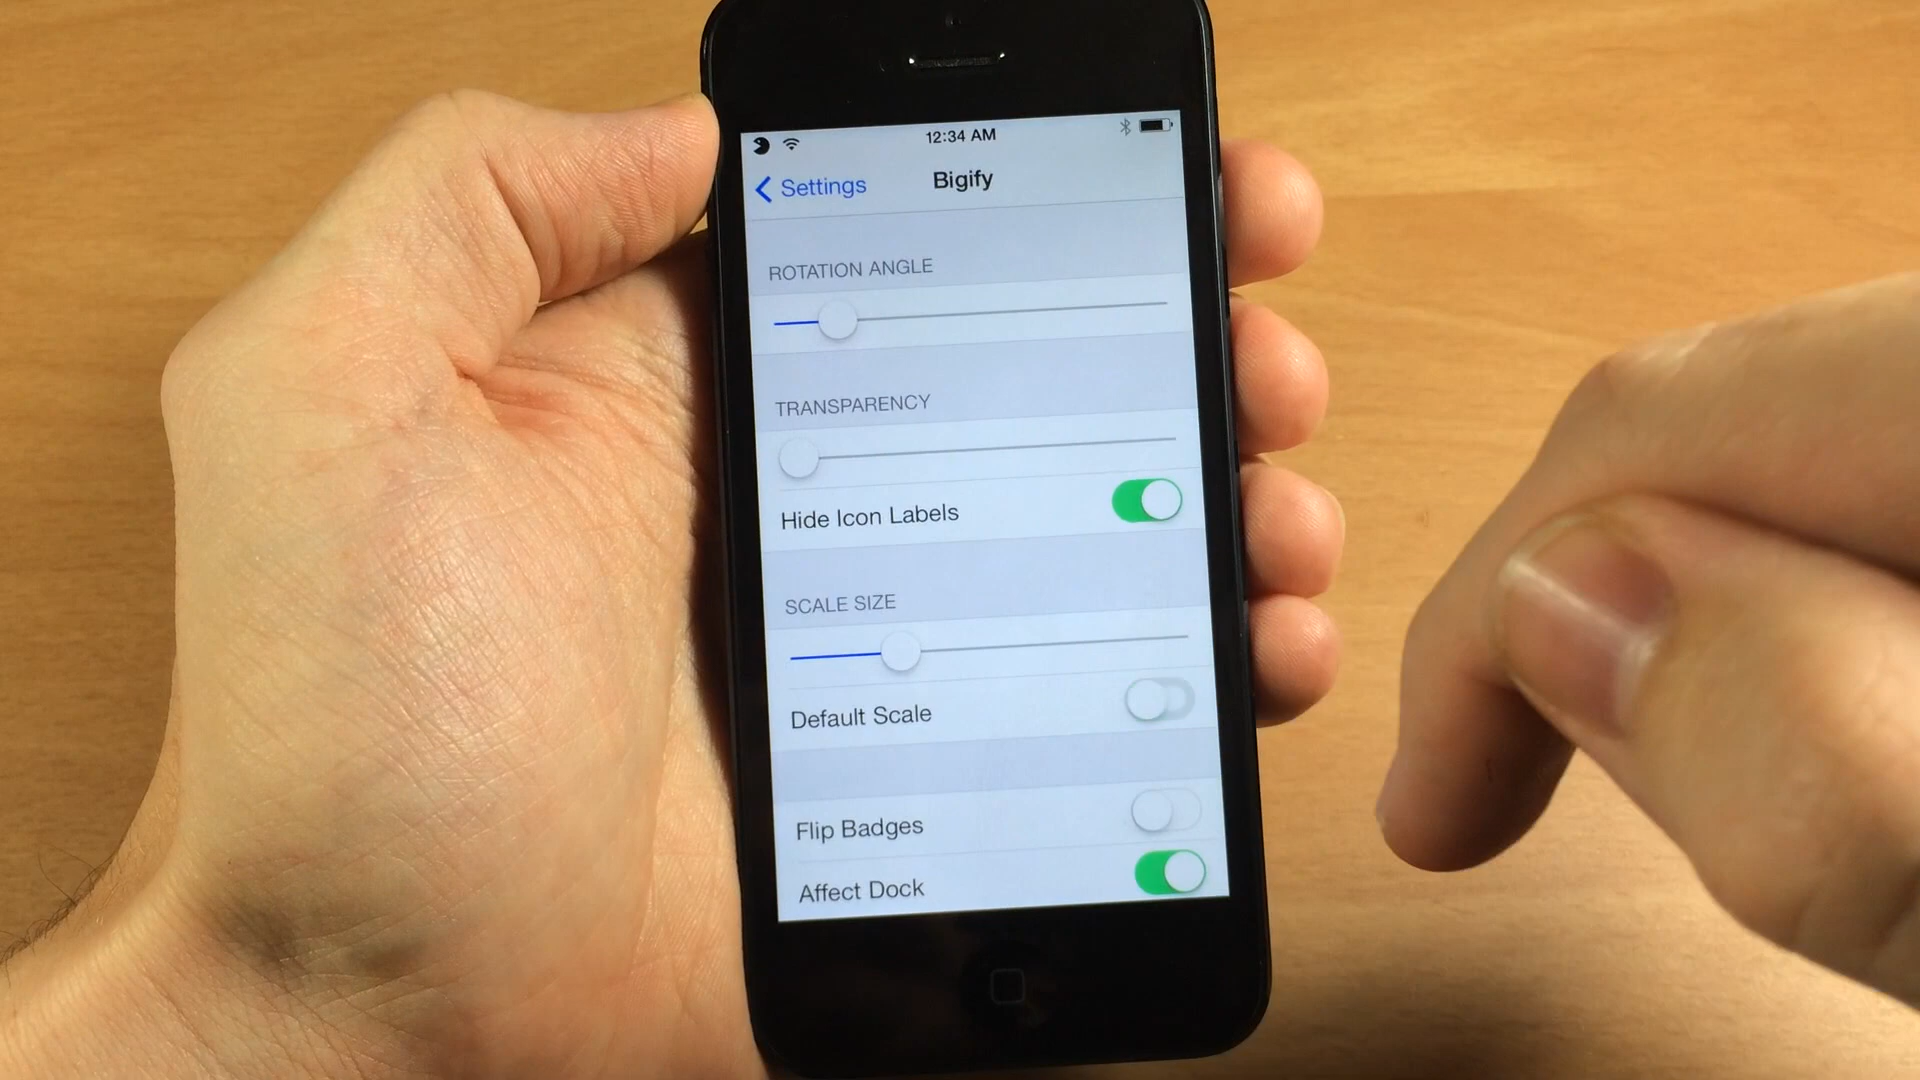 12:34 AM
Settings
Bigify
ROTATION ANGLE
TRANSPARENCY
Hide Icon Labels
SCALE SIZE
Default Scale
Flip Badges
Affect Dock